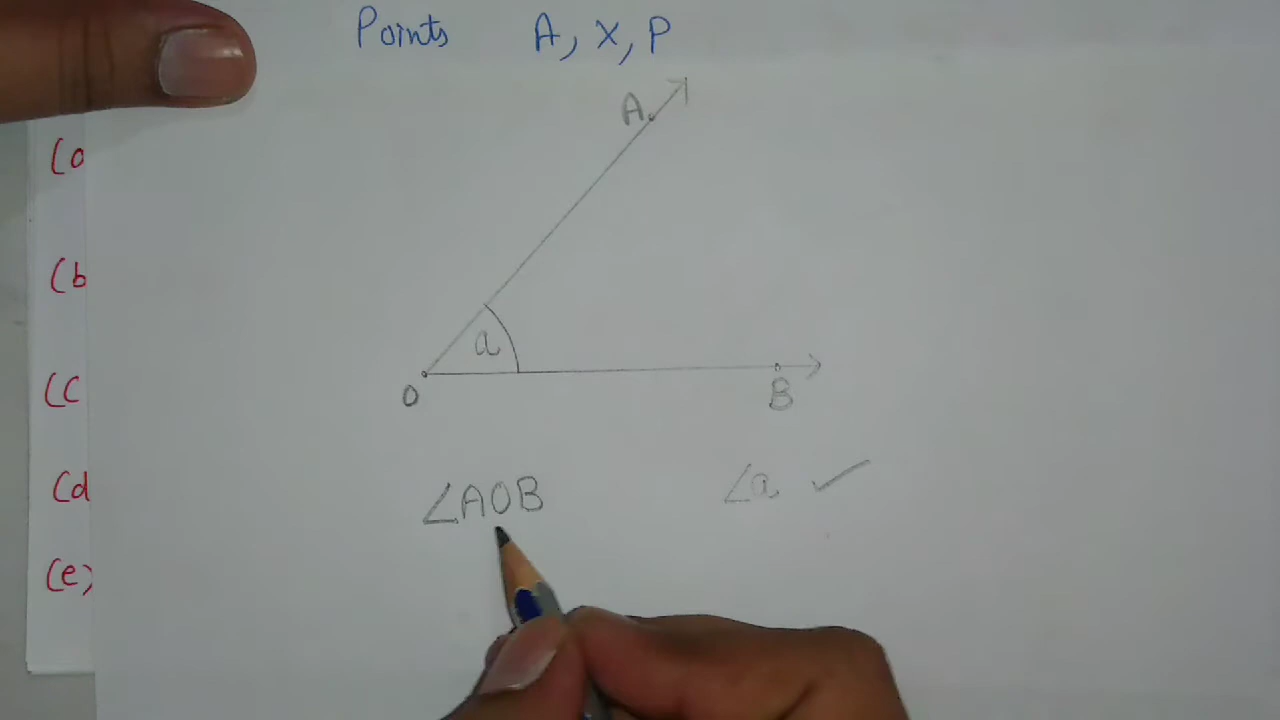 Points A, X, P
A
(a
(b
a
O
B
(C
∠AOB ∠a ✓
(d
(e)